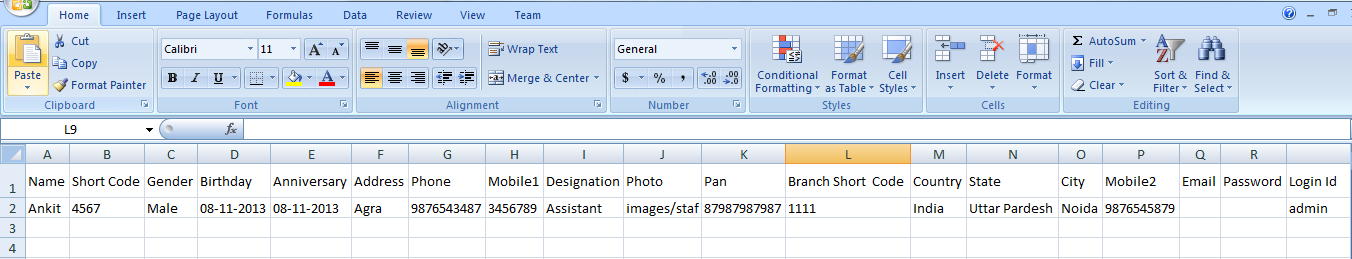 Home Insert Page Layout Formulas Data Review View Team
Paste Cut Copy Format Painter Clipboard
Calibri 11 A A B I U A Font
Wrap Text Merge & Center Alignment
General $ % , .0 .00 .00 .0 Number
Conditional Formatting Format as Table Cell Styles Styles
Insert Delete Format Cells
Σ AutoSum Fill Clear Sort & Filter Find & Select Editing
L9 fx
A B C D E F G H I J K L M N O P Q R
1 Name Short Code Gender Birthday Anniversary Address Phone Mobile1 Designation Photo Pan Branch Short Code Country State City Mobile2 Email Password Login Id
2 Ankit 4567 Male 08-11-2013 08-11-2013 Agra 9876543487 3456789 Assistant images/staf 87987987987 1111 India Uttar Pardesh Noida 9876545879 admin
3
4